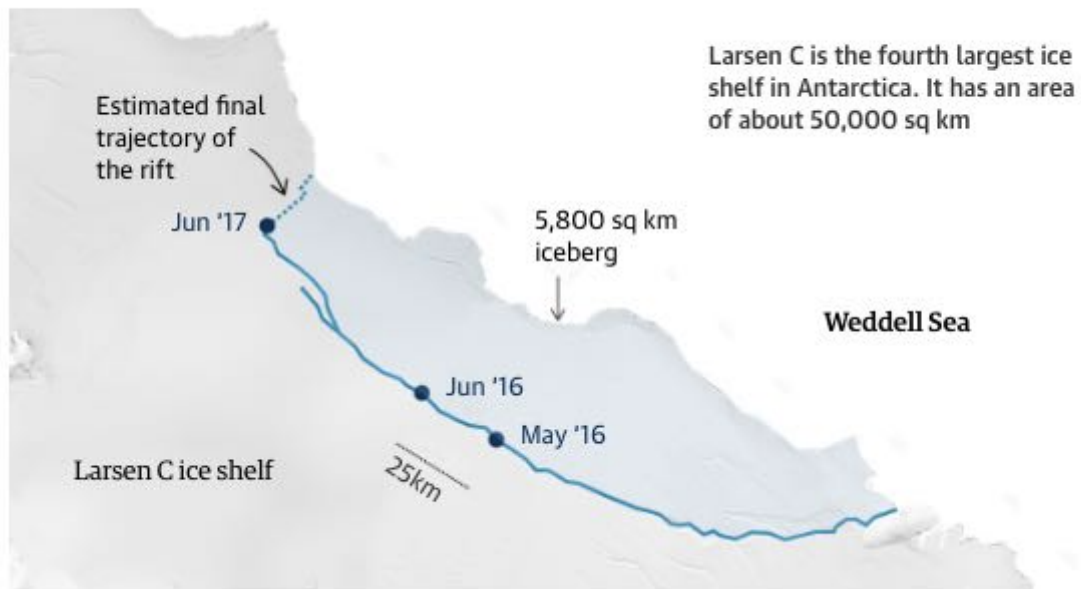 Larsen C is the fourth largest ice
shelf in Antarctica. It has an area
of about 50,000 sq km
Estimated final
trajectory of
the rift
Jun '17
5,800 sq km
iceberg
Weddell Sea
Jun '16
May '16
25km
Larsen C ice shelf